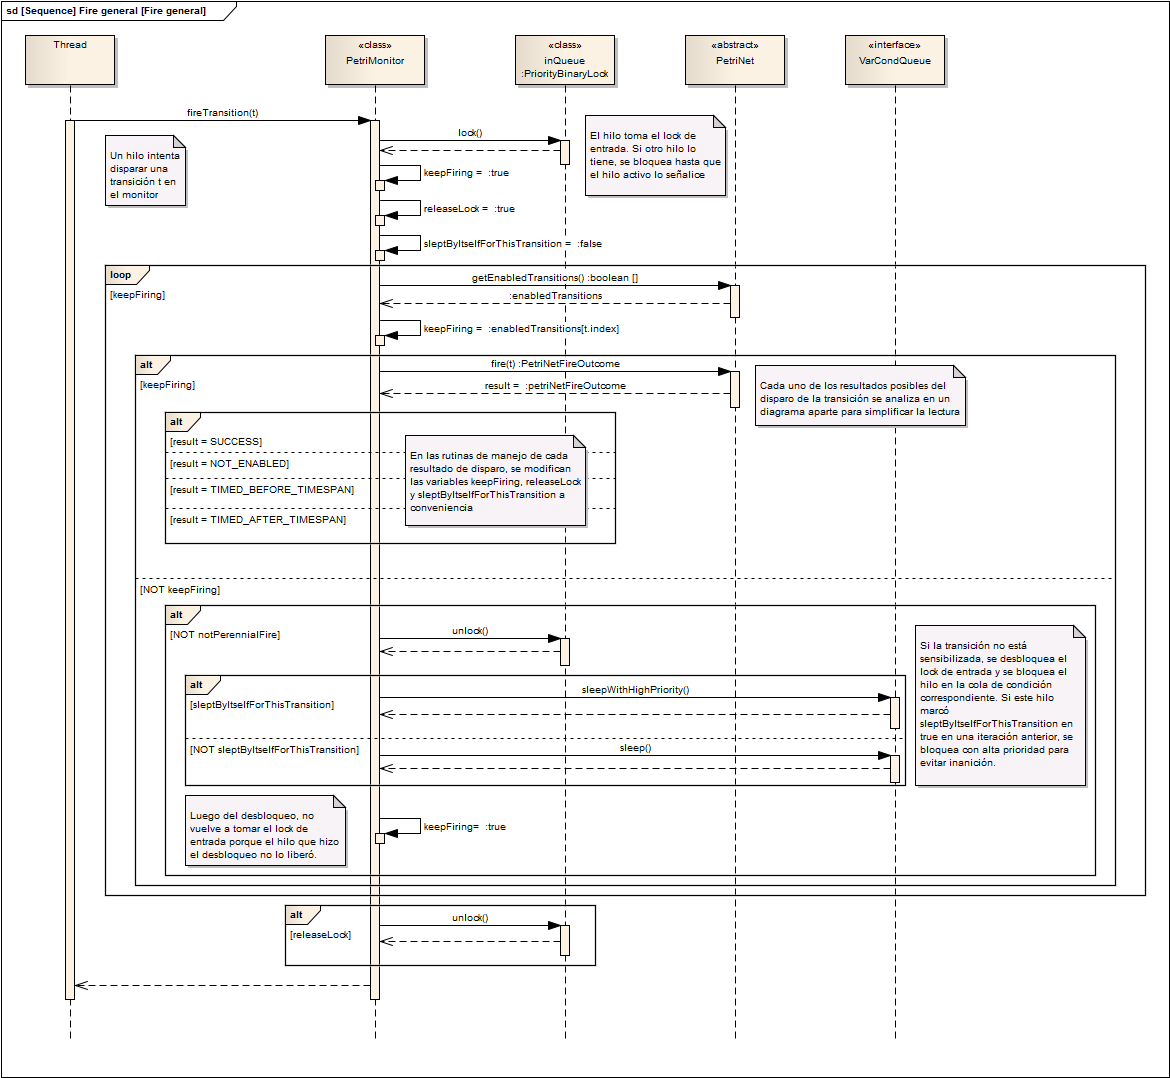 sd [Sequence] Fire general [Fire general]
Thread
«class»
PetriMonitor
«class»
inQueue
:PriorityBinaryLock
«abstract»
PetriNet
«interface»
VarCondQueue
fireTransition(t)
Un hilo intenta
disparar una
transición t en
el monitor
lock()
El hilo toma el lock de
entrada. Si otro hilo lo
tiene, se bloquea hasta que
el hilo activo lo señalice
keepFiring = :true
releaseLock = :true
sleptByItselfForThisTransition = :false
loop
[keepFiring]
getEnabledTransitions() :boolean []
:enabledTransitions
keepFiring = :enabledTransitions[t.index]
alt
[keepFiring]
fire(t) :PetriNetFireOutcome
result = :petriNetFireOutcome
Cada uno de los resultados posibles del
disparo de la transición se analiza en un
diagrama aparte para simplificar la lectura
alt
[result = SUCCESS]
[result = NOT_ENABLED]
[result = TIMED_BEFORE_TIMESPAN]
[result = TIMED_AFTER_TIMESPAN]
En las rutinas de manejo de cada
resultado de disparo, se modifican
las variables keepFiring, releaseLock
y sleptByItselfForThisTransition a
conveniencia
[NOT keepFiring]
alt
[NOT notPerennialFire]
unlock()
Si la transición no está
sensibilizada, se desbloquea el
lock de entrada y se bloquea el
hilo en la cola de condición
correspondiente. Si este hilo
marcó
sleptByItselfForThisTransition en
true en una iteración anterior, se
bloquea con alta prioridad para
evitar inanición.
alt
[sleptByItselfForThisTransition]
sleepWithHighPriority()
[NOT sleptByItselfForThisTransition]
sleep()
Luego del desbloqueo, no
vuelve a tomar el lock de
entrada porque el hilo que hizo
el desbloqueo no lo liberó.
keepFiring= :true
alt
[releaseLock]
unlock()